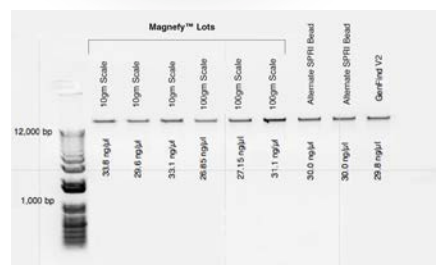 Magnefy™ Lots
10gm Scale
10gm Scale
10gm Scale
100gm Scale
100gm Scale
100gm Scale
Alternate SPRI Bead
Alternate SPRI Bead
GenFind V2
12,000 bp
33.8 ng/µl
29.6 ng/µl
33.1 ng/µl
26.85 ng/µl
27.15 ng/µl
31.1 ng/µl
30.0 ng/µl
30.0 ng/µl
29.8 ng/µl
1,000 bp